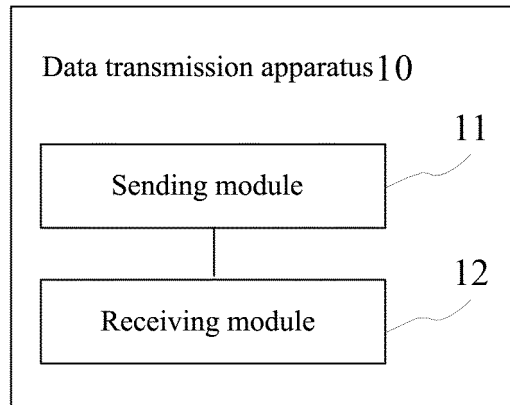 Data transmission apparatus 10
11
Sending module
12
Receiving module